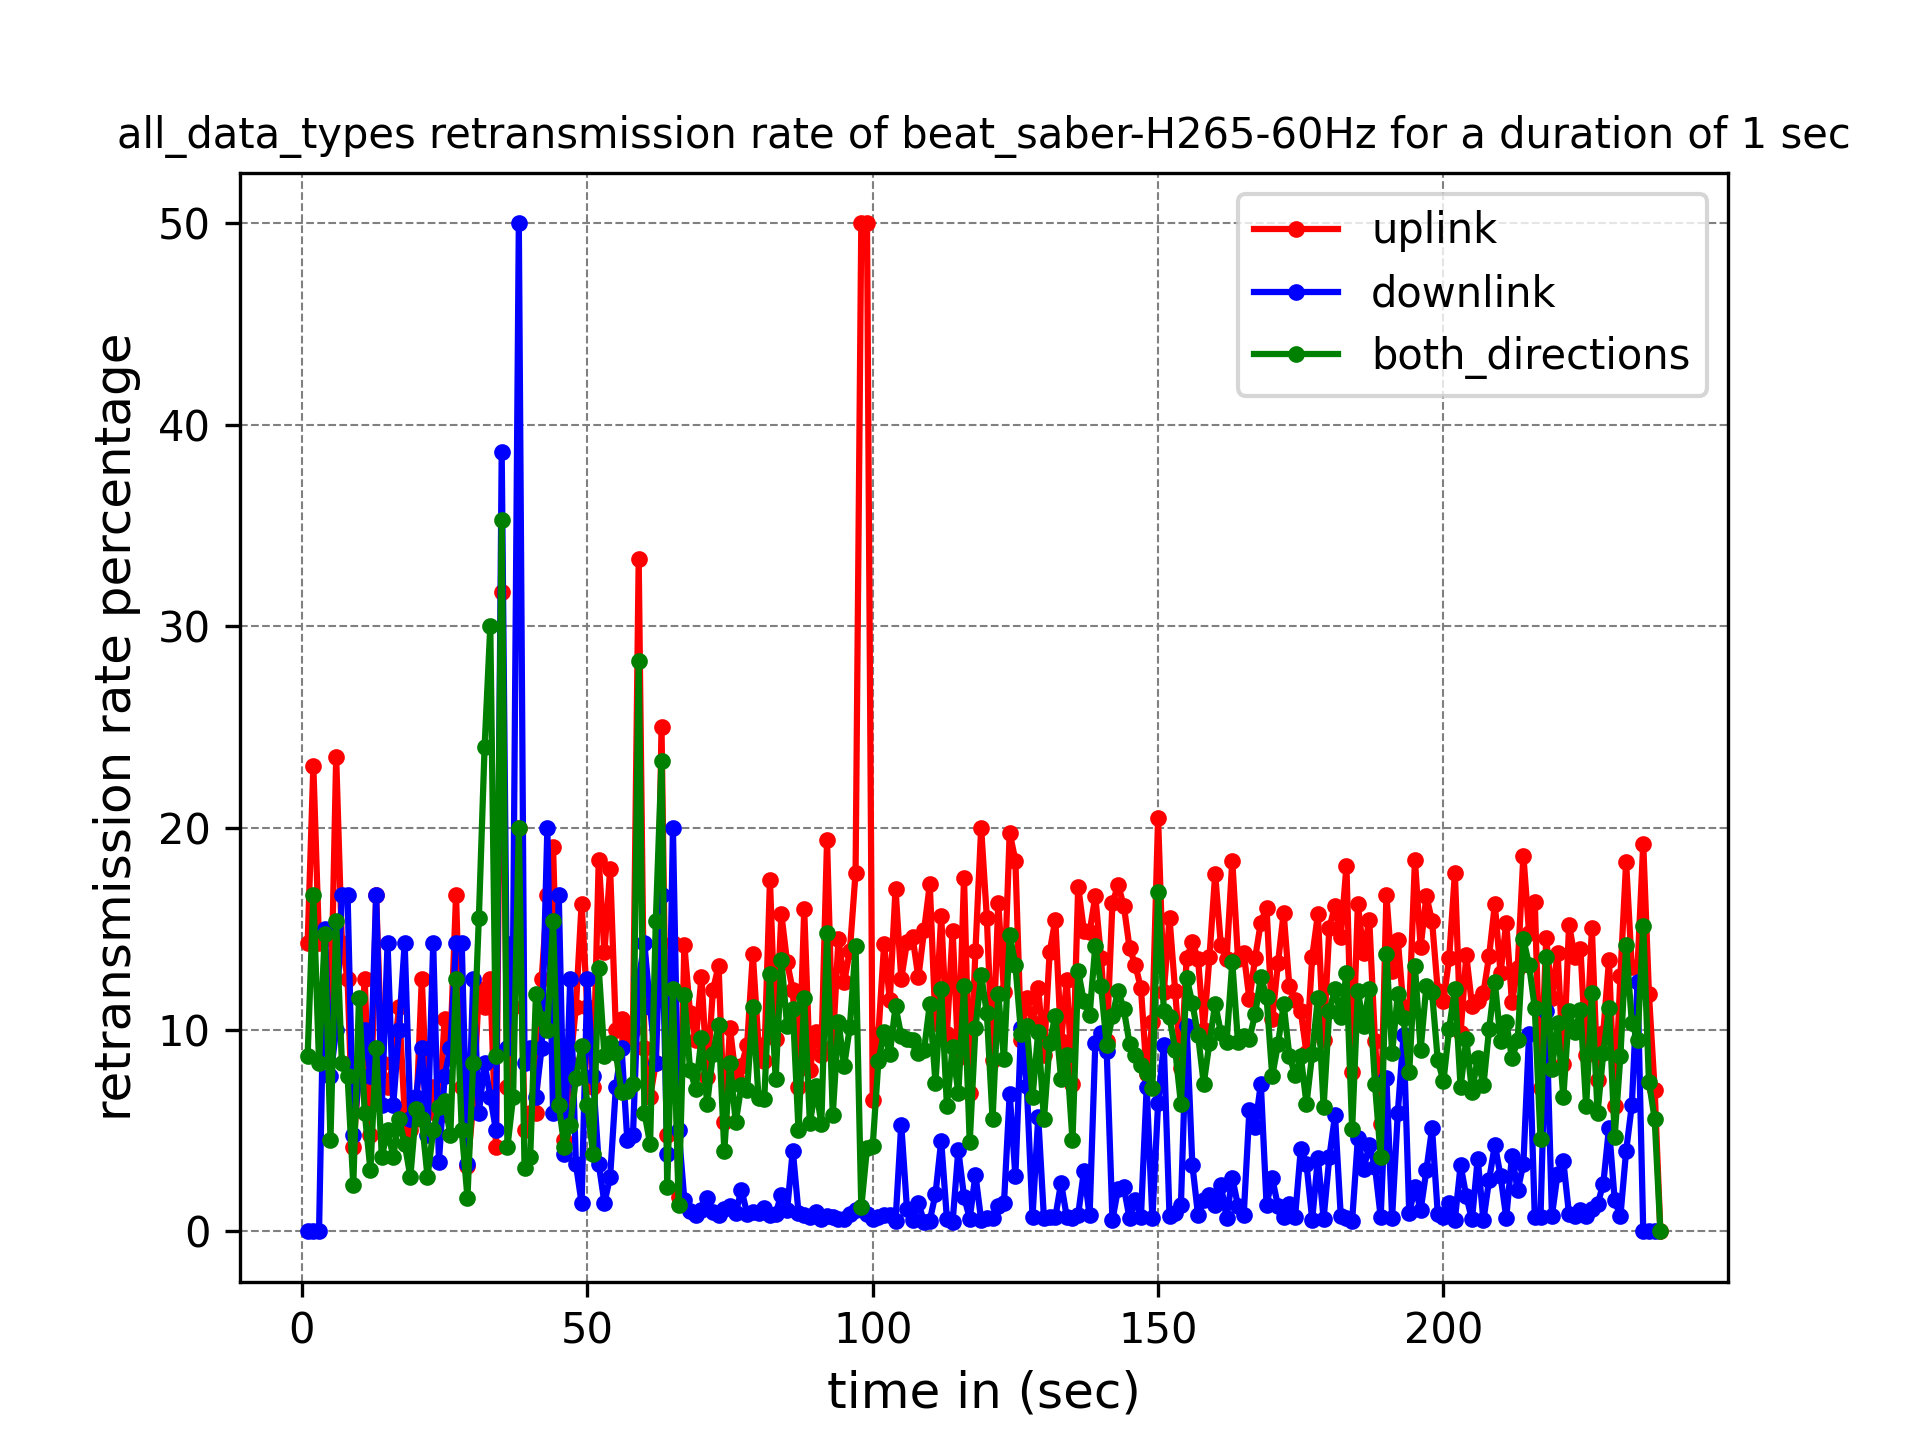 all_data_types retransmission rate of beat_saber-H265-60Hz for a duration of 1 sec
uplink
downlink
both_directions
retransmission rate percentage
50
40
30
20
10
0
0 50 100 150 200
time in (sec)